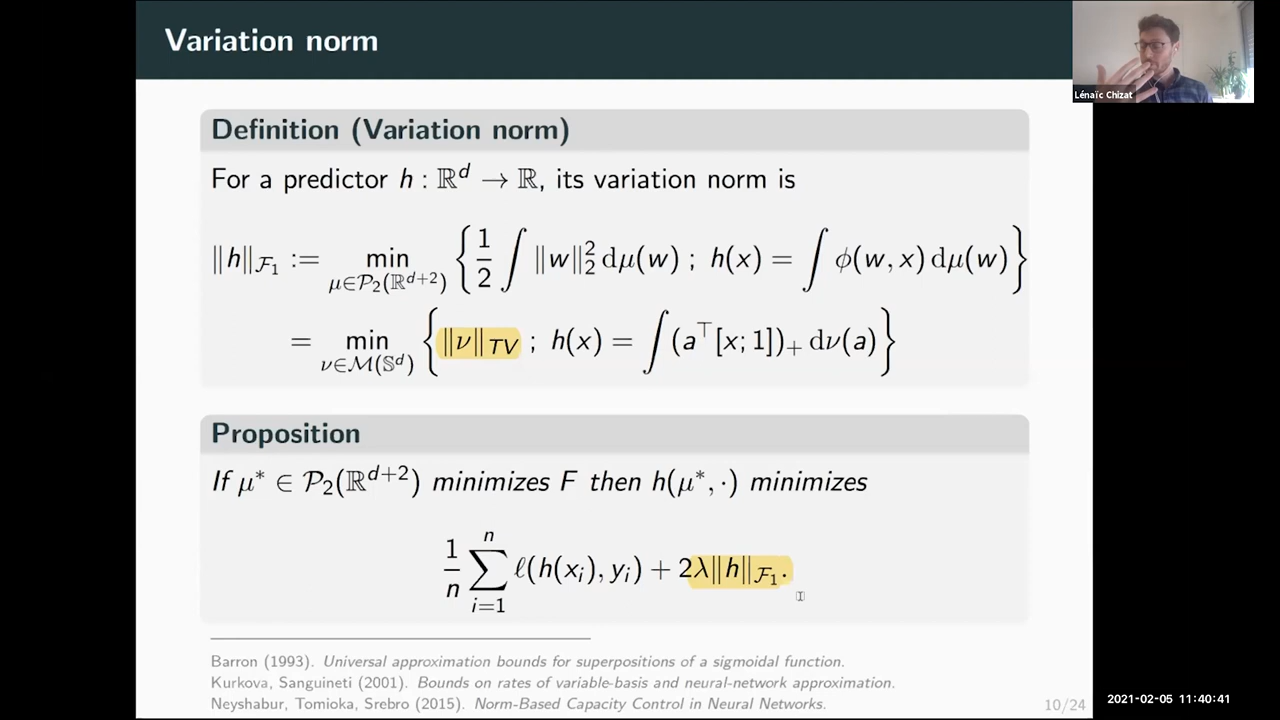 Variation norm
Lénaïc Chizat
Definition (Variation norm)
For a predictor h : ℝᵈ → ℝ, its variation norm is
‖h‖_{𝓕₁} := min_{μ∈𝒫₂(ℝ^{d+2})} { 1/2 ∫ ‖w‖₂² dμ(w) ; h(x) = ∫ φ(w, x) dμ(w) }
= min_{ν∈ℳ(𝕊ᵈ)} { ‖ν‖_{TV} ; h(x) = ∫ (a^⊤[x; 1])₊ dν(a) }
Proposition
If μ* ∈ 𝒫₂(ℝ^{d+2}) minimizes F then h(μ*, ·) minimizes
1/n ∑_{i=1}^{n} ℓ(h(x_i), y_i) + 2λ‖h‖_{𝓕₁}.
Barron (1993). Universal approximation bounds for superpositions of a sigmoidal function.
Kurkova, Sanguineti (2001). Bounds on rates of variable-basis and neural-network approximation.
Neyshabur, Tomioka, Srebro (2015). Norm-Based Capacity Control in Neural Networks.
10/24
2021-02-05 11:40:41